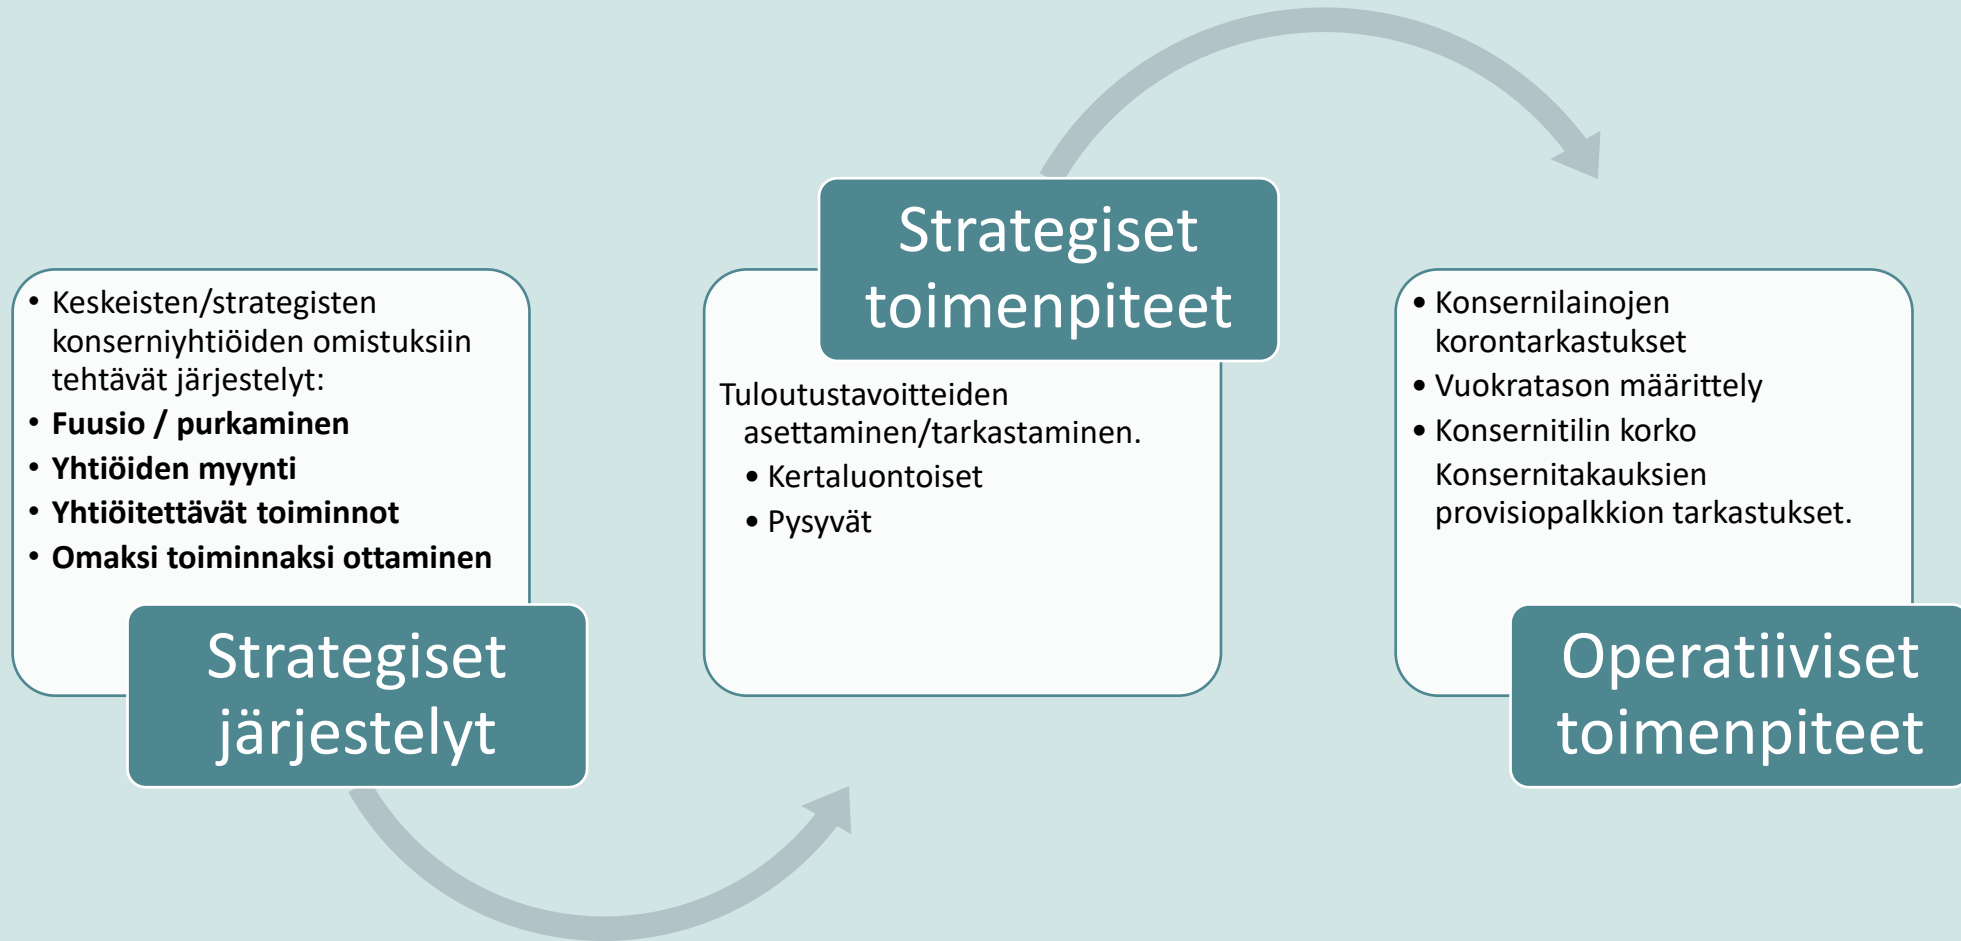 • Keskeisten/strategisten
konserniyhtiöiden omistuksiin
tehtävät järjestelyt:
• Fuusio / purkaminen
• Yhtiöiden myynti
• Yhtiöitettävät toiminnot
• Omaksi toiminnaksi ottaminen
Strategiset
järjestelyt
Strategiset
toimenpiteet
Tuloutustavoitteiden
asettaminen/tarkastaminen.
• Kertaluontoiset
• Pysyvät
• Konsernilainojen
korontarkastukset
• Vuokratason määrittely
• Konsernitilin korko
Konsernitakauksien
provisiopalkkion tarkastukset.
Operatiiviset
toimenpiteet